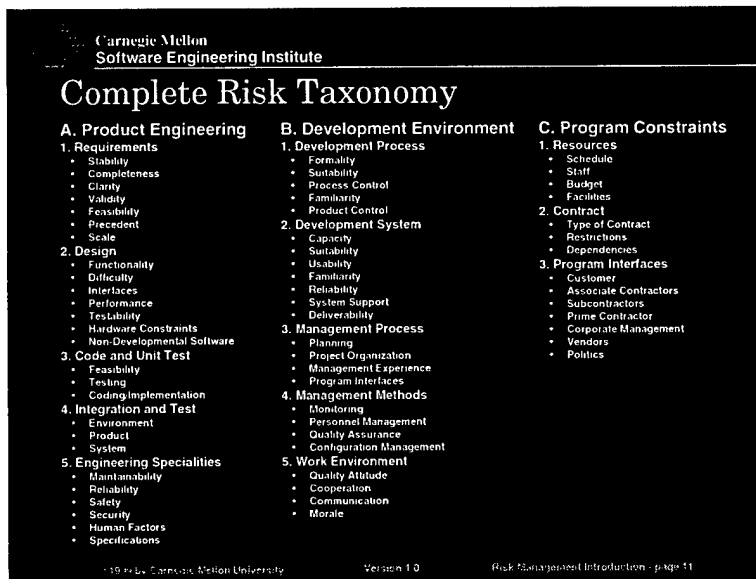 Carnegie Mellon
Software Engineering Institute
Complete Risk Taxonomy
A. Product Engineering
1. Requirements
• Stability
• Completeness
• Clarity
• Validity
• Feasibility
• Precedent
• Scale
2. Design
• Functionality
• Difficulty
• Interfaces
• Performance
• Testability
• Hardware Constraints
• Non-Developmental Software
3. Code and Unit Test
• Feasibility
• Testing
• Coding/Implementation
4. Integration and Test
• Environment
• Product
• System
5. Engineering Specialities
• Maintainability
• Reliability
• Safety
• Security
• Human Factors
• Specifications
B. Development Environment
1. Development Process
• Formality
• Suitability
• Process Control
• Familiarity
• Product Control
2. Development System
• Capacity
• Suitability
• Usability
• Familiarity
• Reliability
• System Support
• Deliverability
3. Management Process
• Planning
• Project Organization
• Management Experience
• Program Interfaces
4. Management Methods
• Monitoring
• Personnel Management
• Quality Assurance
• Configuration Management
5. Work Environment
• Quality Attitude
• Cooperation
• Communication
• Morale
C. Program Constraints
1. Resources
• Schedule
• Staff
• Budget
• Facilities
2. Contract
• Type of Contract
• Restrictions
• Dependencies
3. Program Interfaces
• Customer
• Associate Contractors
• Subcontractors
• Prime Contractor
• Corporate Management
• Vendors
• Politics
by Carnegie Mellon University
Version 1.0
Risk Management Introduction - page 11